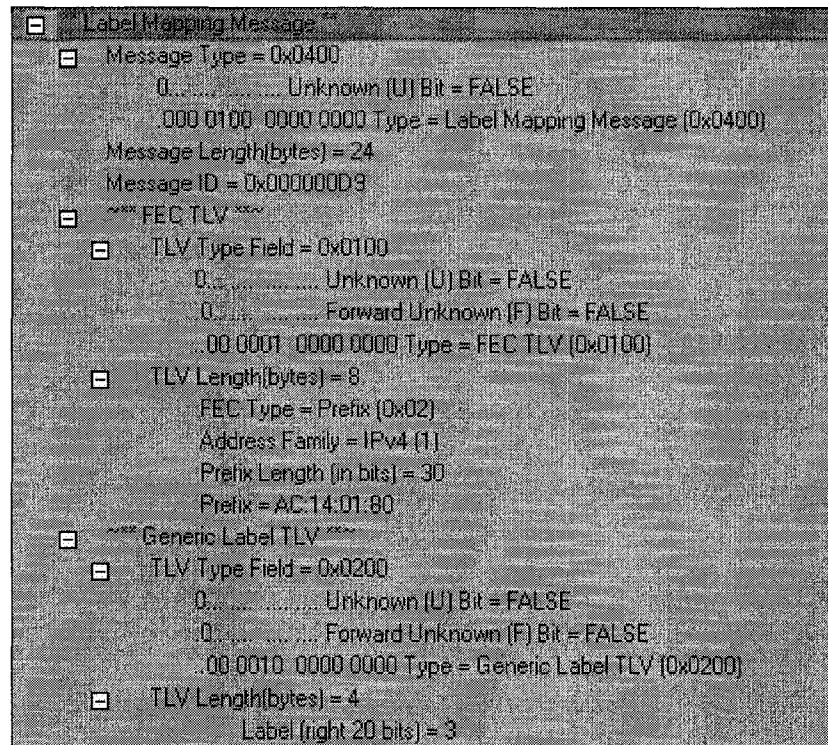 Label Mapping Message **
Message Type = 0x0400
0... .... .... .... Unknown (U) Bit = FALSE
.000 0100 0000 0000 Type = Label Mapping Message (0x0400)
Message Length(bytes) = 24
Message ID = 0x000000D9
~** FEC TLV **~
TLV Type Field = 0x0100
0... .... .... .... Unknown (U) Bit = FALSE
0... .... .... .... Forward Unknown (F) Bit = FALSE
..00 0001 0000 0000 Type = FEC TLV (0x0100)
TLV Length(bytes) = 8
FEC Type = Prefix (0x02)
Address Family = IPv4 (1)
Prefix Length (in bits) = 30
Prefix = AC:14:01:80
~** Generic Label TLV **~
TLV Type Field = 0x0200
0... .... .... .... Unknown (U) Bit = FALSE
0... .... .... .... Forward Unknown (F) Bit = FALSE
..00 0010 0000 0000 Type = Generic Label TLV (0x0200)
TLV Length(bytes) = 4
Label (right 20 bits) = 3